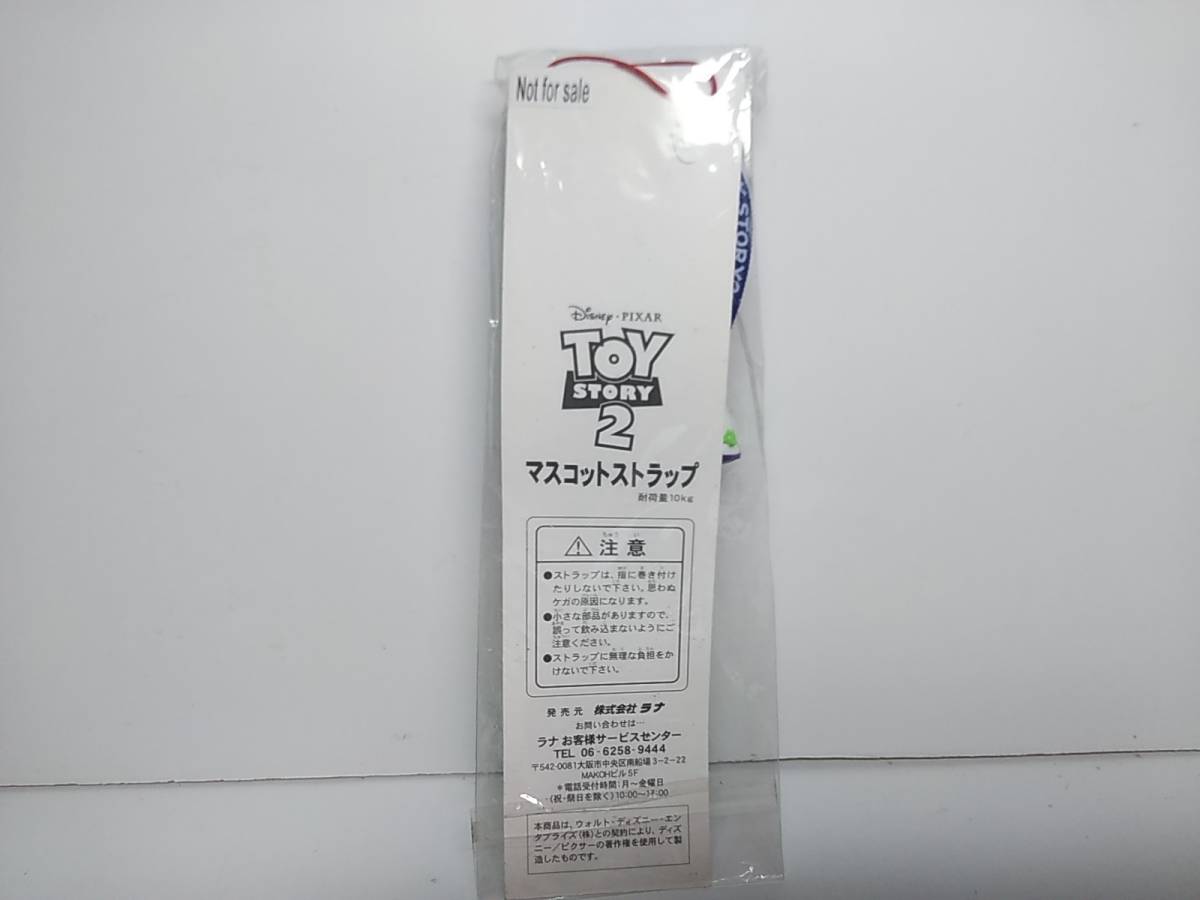 Not for sale
STORY2
Disney · PIXAR
TOY
STORY
2
マスコットストラップ
耐荷重10kg
ちゅう い
注意
●ストラップは、指に巻き付け
たりしないで下さい。思わぬ
ケガの原因になります。
●小さな部品がありますので、
誤って飲み込まないようにご
注意ください。
●ストラップに無理な負担をか
けないで下さい。
発売元 株式会社 ラナ
お問い合わせは…
ラナ お客様サービスセンター
TEL 06-6258-9444
〒542-0081大阪市中央区南船場3-2-22
MAKOHビル5F
*電話受付時間:月〜金曜日
(祝・祭日を除く)10:00〜17:00
本商品は、ウォルト・ディズニー・エン
タプライズ(株)との契約により、ディズ
ニー/ピクサーの著作権を使用して製
造したものです。